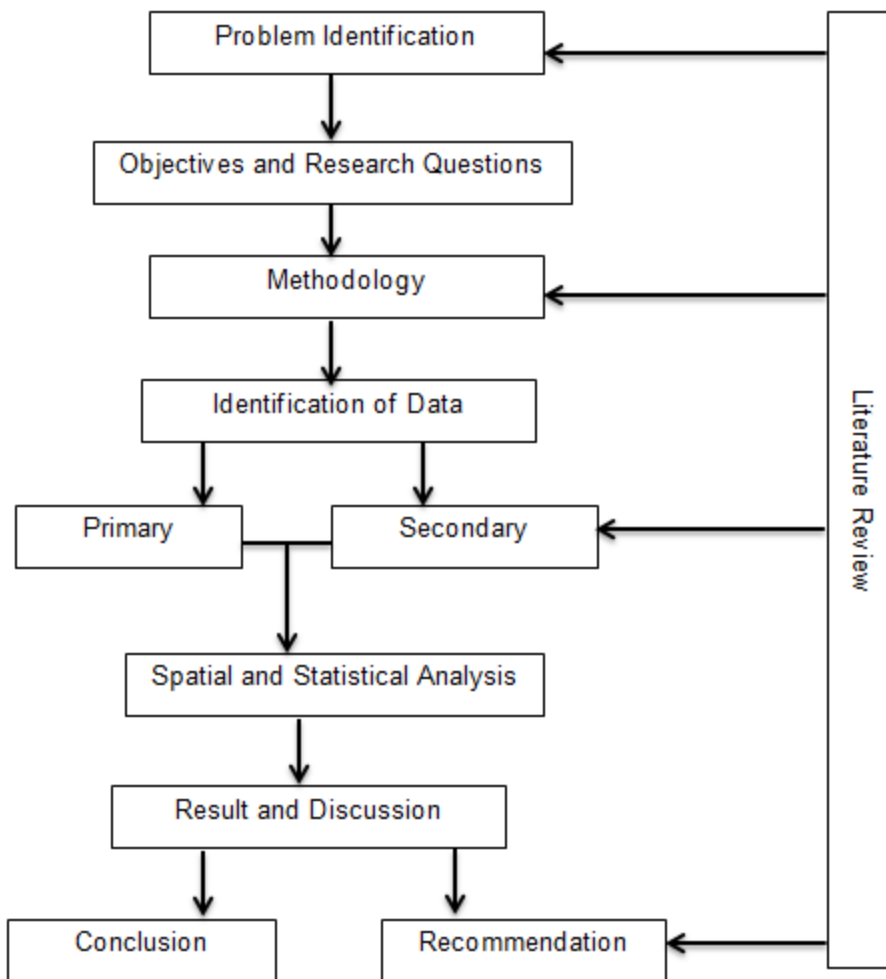 Problem Identification
Objectives and Research Questions
Methodology
Identification of Data
Primary
Secondary
Spatial and Statistical Analysis
Result and Discussion
Conclusion
Recommendation
Literature Review